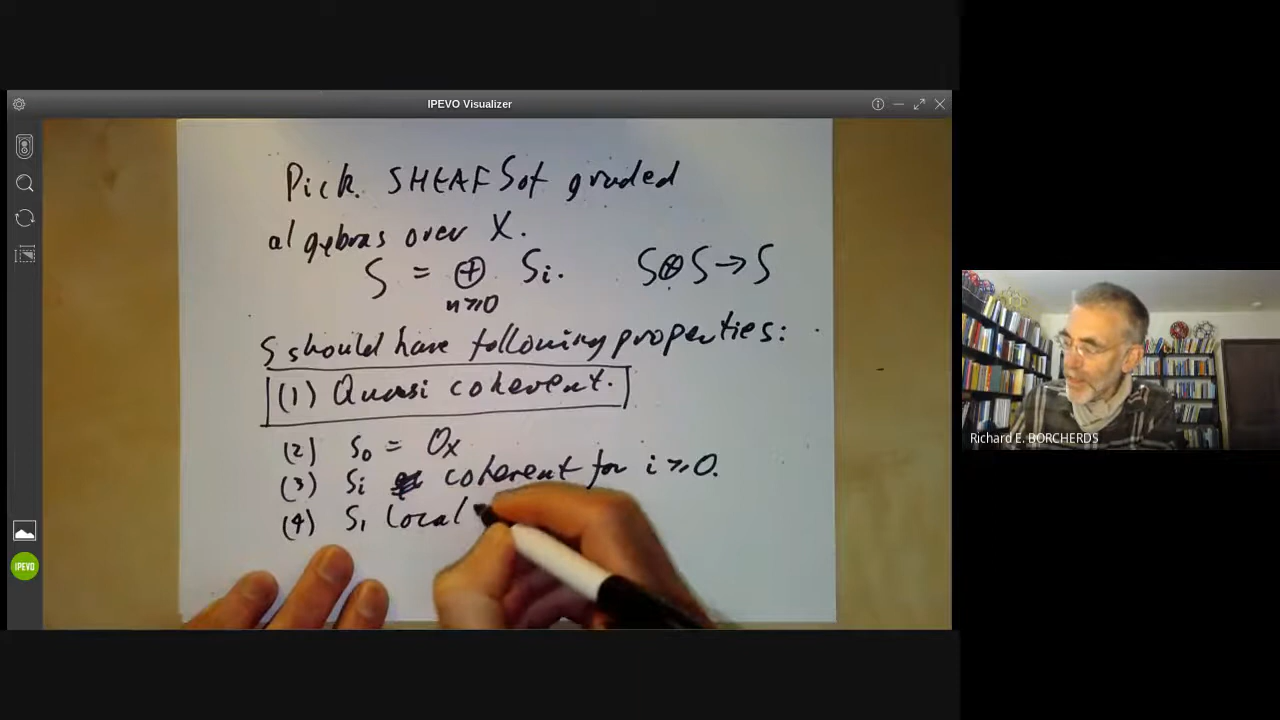 IPEVO Visualizer
Pick. SHEAF S of graded
algebras over X.
S = ⊕ Si. S⊗S→S
n≥0
S should have following properties:
(1) Quasi coherent.
(2) S0 = OX
(3) Si coherent for i≥0.
(4) S1 local
Richard E. BORCHERDS
IPEVO